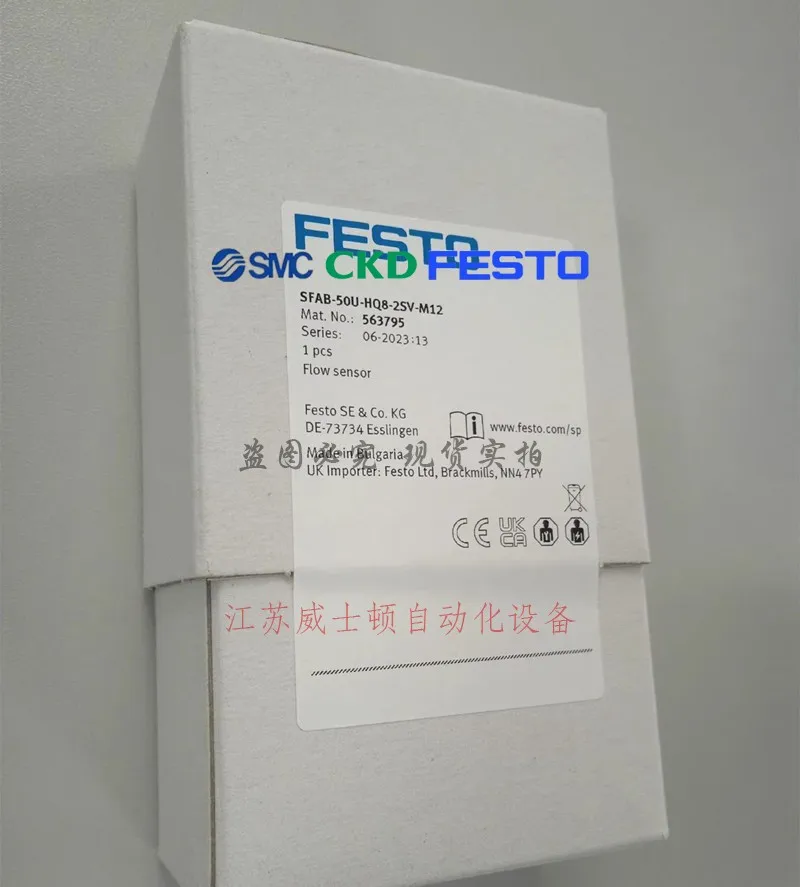 FESTO
SMC CKD FESTO
SFAB-50U-HQ8-2SV-M12
Mat. No.: 563795
Series: 06-2023:13
1 pcs
Flow sensor
Festo SE & Co. KG
DE-73734 Esslingen
www.festo.com/sp
盗图必究 现货实拍
Made in Bulgaria
UK Importer: Festo Ltd, Brackmills, NN4 7PY
CE UK
CA
江苏威士顿自动化设备